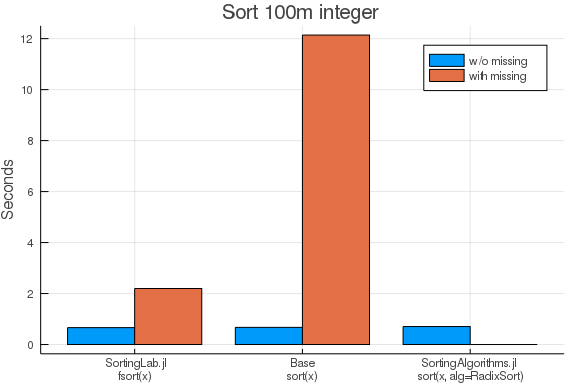 Sort 100m integer
w/o missing
with missing
Seconds
12
10
8
6
4
2
0
SortingLab.jl
fsort(x)
Base
sort(x)
SortingAlgorithms.jl
sort(x, alg=RadixSort)